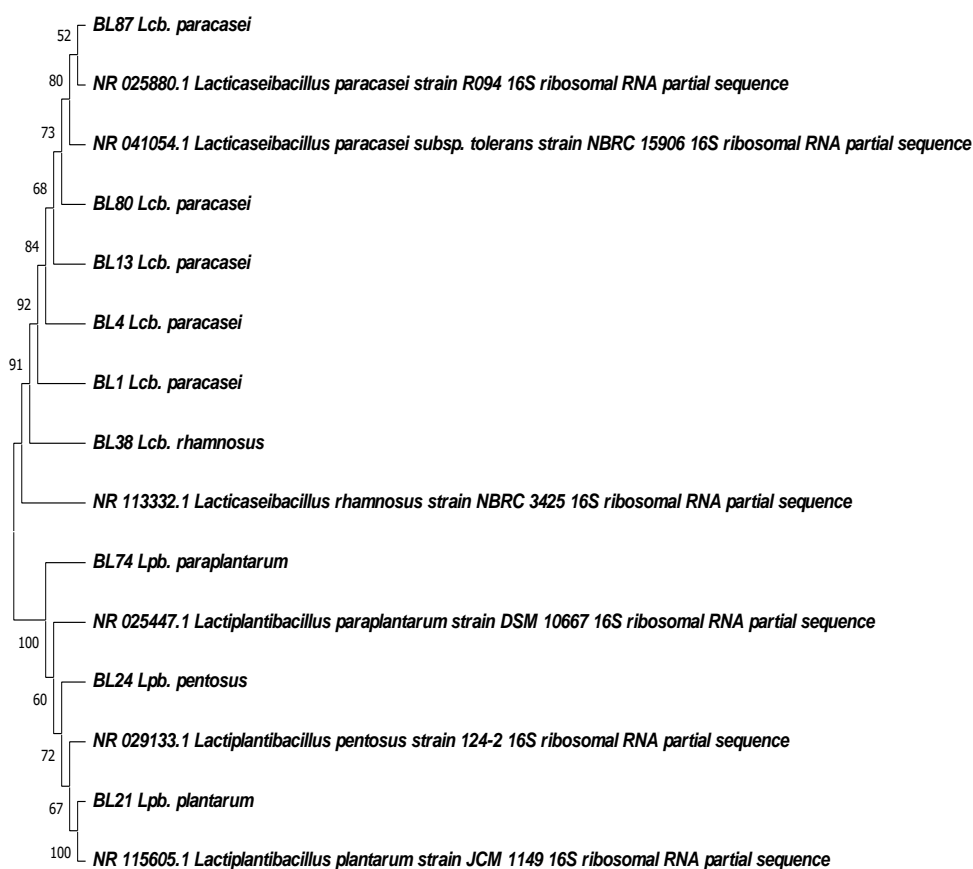 BL87 Lcb. paracasei
52
NR 025880.1 Lacticaseibacillus paracasei strain R094 16S ribosomal RNA partial sequence
80
NR 041054.1 Lacticaseibacillus paracasei subsp. tolerans strain NBRC 15906 16S ribosomal RNA partial sequence
73
BL80 Lcb. paracasei
68
BL13 Lcb. paracasei
84
BL4 Lcb. paracasei
92
BL1 Lcb. paracasei
91
BL38 Lcb. rhamnosus
NR 113332.1 Lacticaseibacillus rhamnosus strain NBRC 3425 16S ribosomal RNA partial sequence
BL74 Lpb. paraplantarum
NR 025447.1 Lactiplantibacillus paraplantarum strain DSM 10667 16S ribosomal RNA partial sequence
100
BL24 Lpb. pentosus
60
NR 029133.1 Lactiplantibacillus pentosus strain 124-2 16S ribosomal RNA partial sequence
72
BL21 Lpb. plantarum
67
NR 115605.1 Lactiplantibacillus plantarum strain JCM 1149 16S ribosomal RNA partial sequence
100